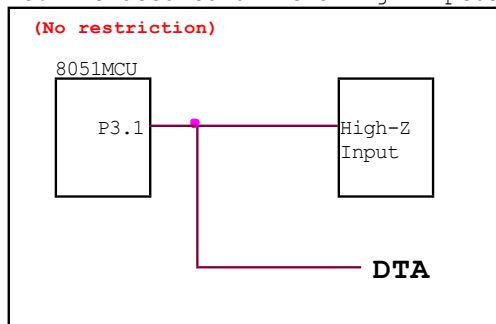 (No restriction)
8051MCU
P3.1
High-Z
Input
DTA